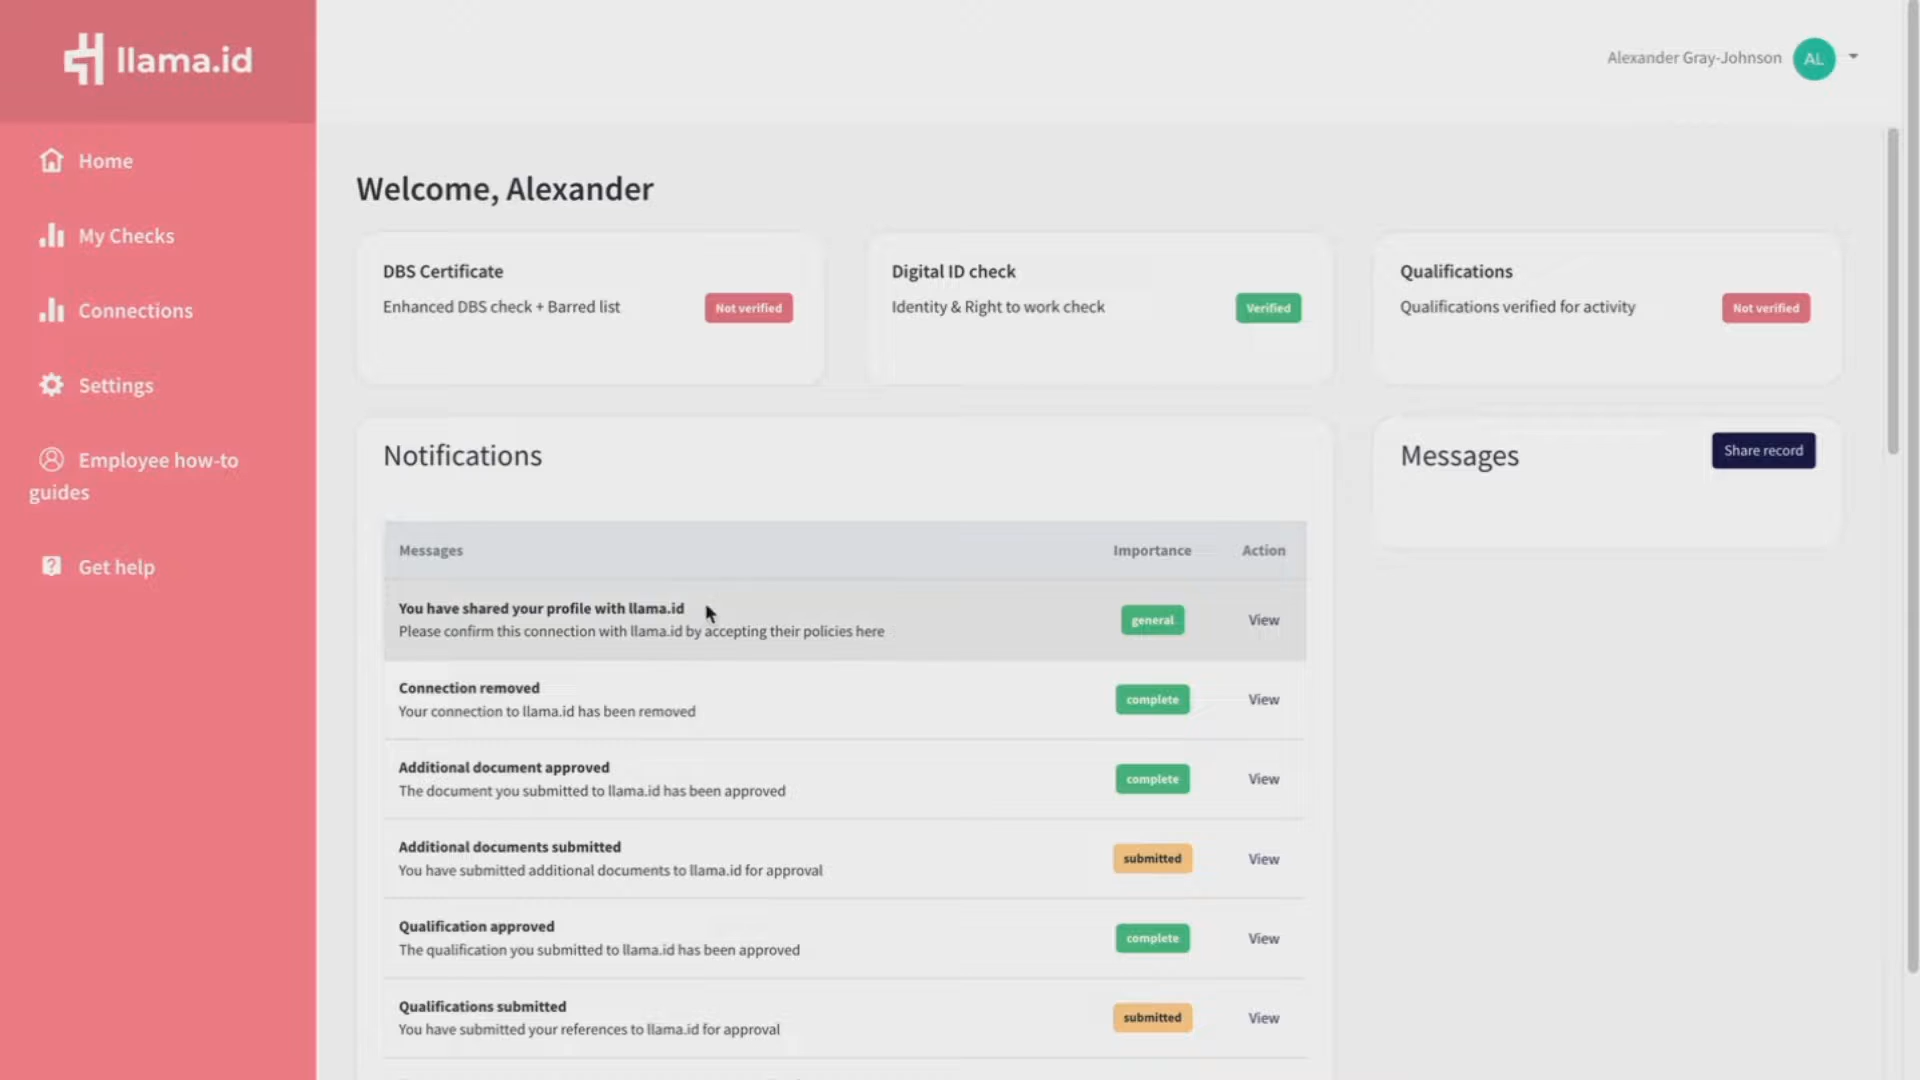 llama.id
Alexander Gray-Johnson
AL
Home
My Checks
Connections
Settings
Employee how-to
guides
Get help
Welcome, Alexander
DBS Certificate
Enhanced DBS check + Barred list
Not verified
Digital ID check
Identity & Right to work check
Verified
Qualifications
Qualifications verified for activity
Not verified
Notifications
Messages Importance Action
You have shared your profile with llama.id
Please confirm this connection with llama.id by accepting their policies here
general View
Connection removed
Your connection to llama.id has been removed
complete View
Additional document approved
The document you submitted to llama.id has been approved
complete View
Additional documents submitted
You have submitted additional documents to llama.id for approval
submitted View
Qualification approved
The qualification you submitted to llama.id has been approved
complete View
Qualifications submitted
You have submitted your references to llama.id for approval
submitted View
Messages
Share record